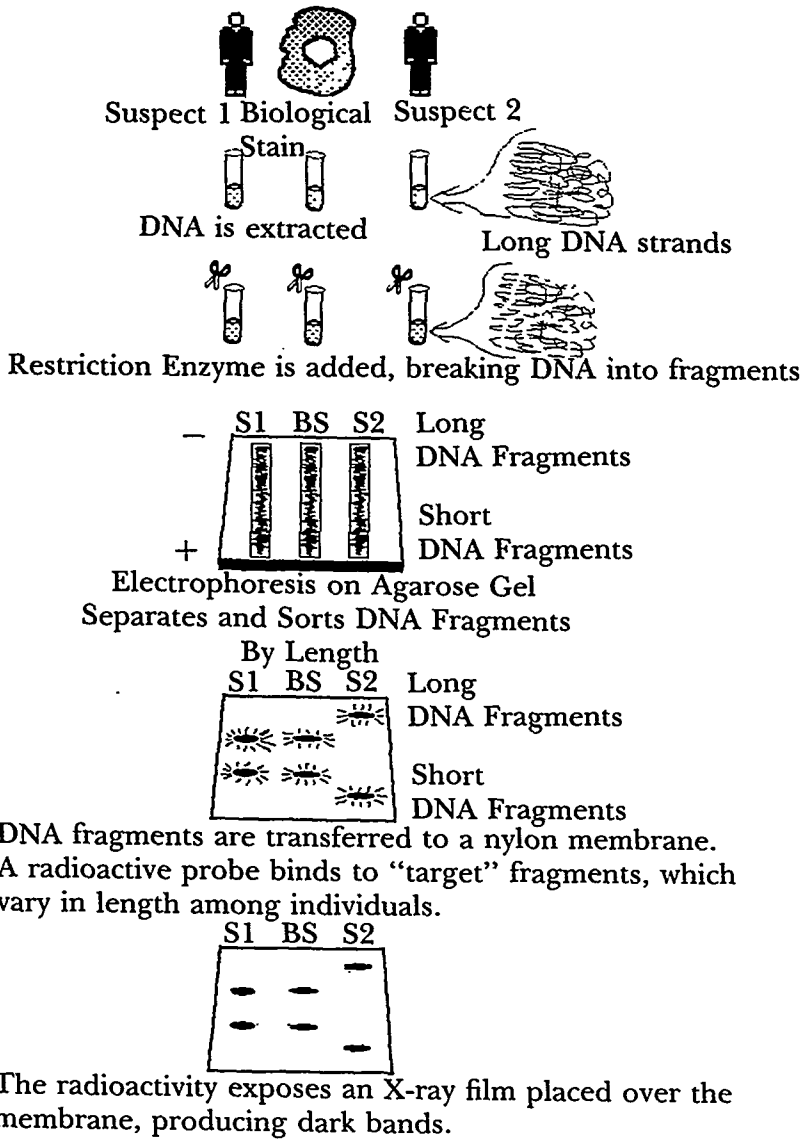 Suspect 1 Biological Stain Suspect 2
DNA is extracted
Long DNA strands
Restriction Enzyme is added, breaking DNA into fragments
S1 BS S2 Long
− DNA Fragments
Short
+ DNA Fragments
Electrophoresis on Agarose Gel
Separates and Sorts DNA Fragments
By Length
S1 BS S2 Long
DNA Fragments
Short
DNA Fragments
DNA fragments are transferred to a nylon membrane.
A radioactive probe binds to “target” fragments, which
vary in length among individuals.
S1 BS S2
The radioactivity exposes an X-ray film placed over the
membrane, producing dark bands.